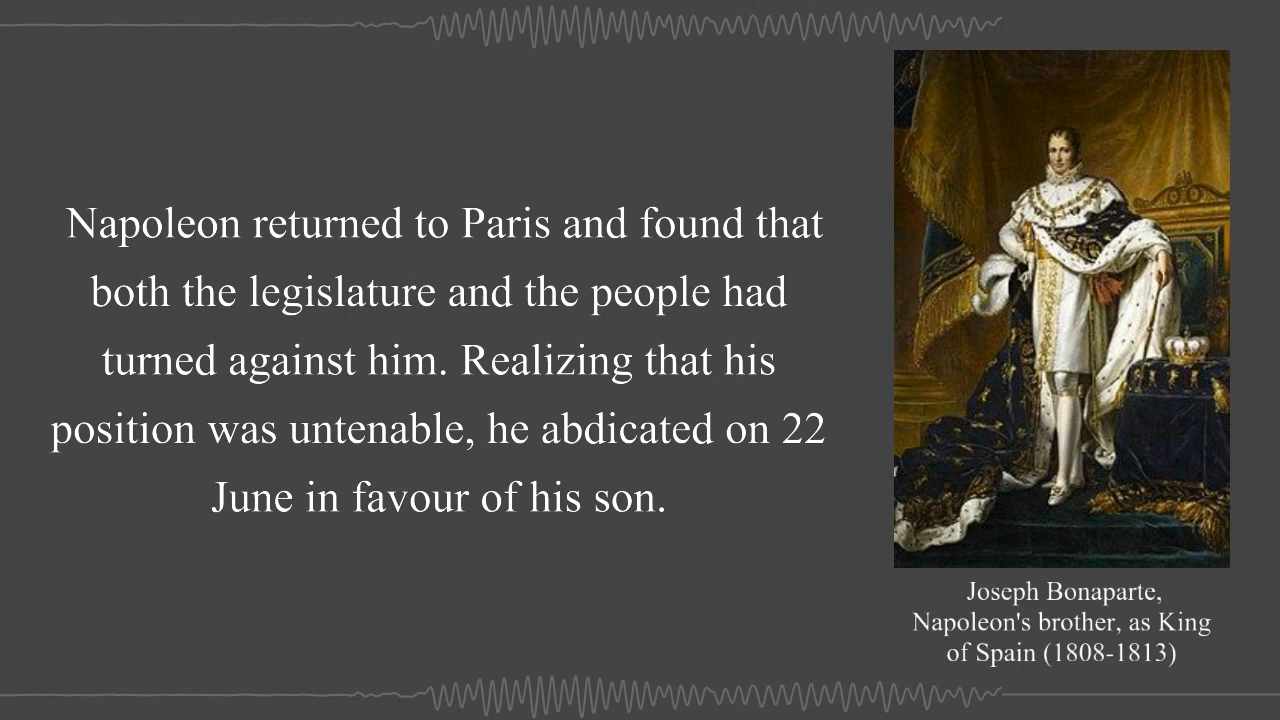 Napoleon returned to Paris and found that
both the legislature and the people had
turned against him. Realizing that his
position was untenable, he abdicated on 22
June in favour of his son.
Joseph Bonaparte,
Napoleon's brother, as King
of Spain (1808-1813)